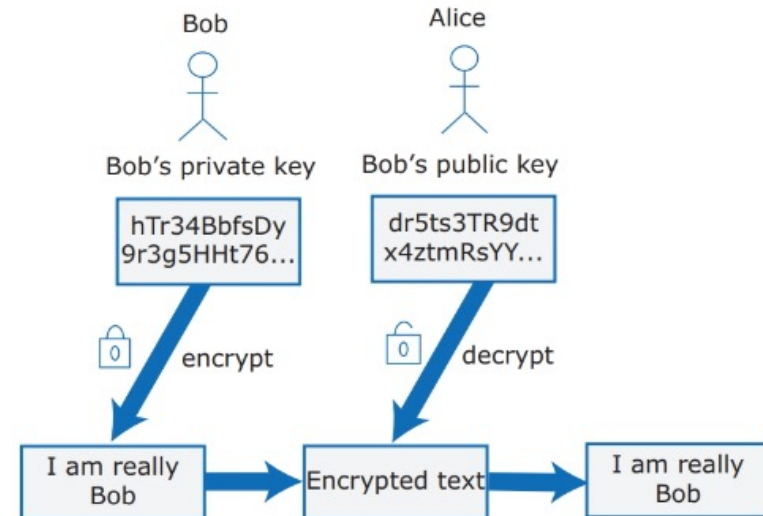 Bob
Alice
Bob's private key
Bob's public key
hTr34BbfsDy
9r3g5HHt76...
dr5ts3TR9dt
x4ztmRsYY...
0
encrypt
0
decrypt
I am really
Bob
Encrypted text
I am really
Bob